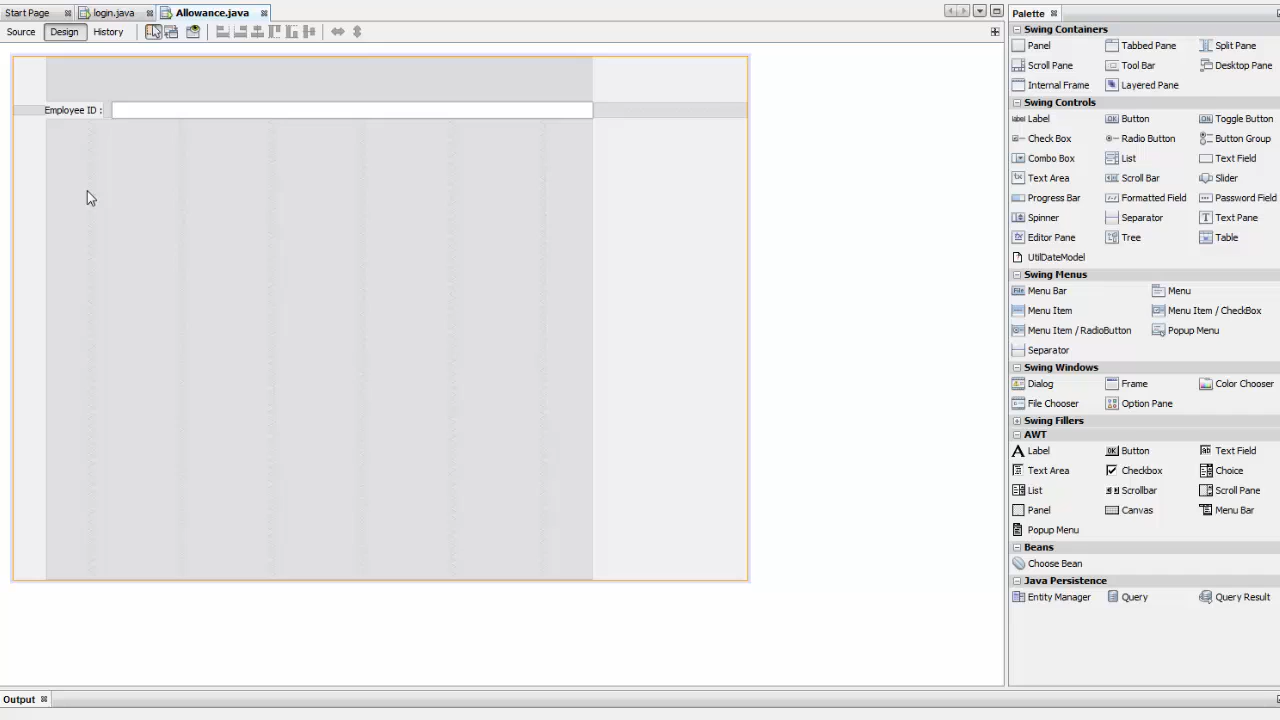 Start Page login.java Allowance.java
Source Design History
Employee ID :
Output
Palette
Swing Containers
Panel Tabbed Pane Split Pane
Scroll Pane Tool Bar Desktop Pane
Internal Frame Layered Pane
Swing Controls
Label Button Toggle Button
Check Box Radio Button Button Group
Combo Box List Text Field
Text Area Scroll Bar Slider
Progress Bar Formatted Field Password Field
Spinner Separator Text Pane
Editor Pane Tree Table
UtilDateModel
Swing Menus
Menu Bar Menu
Menu Item Menu Item / CheckBox
Menu Item / RadioButton Popup Menu
Separator
Swing Windows
Dialog Frame Color Chooser
File Chooser Option Pane
Swing Fillers
AWT
Label Button Text Field
Text Area Checkbox Choice
List Scrollbar Scroll Pane
Panel Canvas Menu Bar
Popup Menu
Beans
Choose Bean
Java Persistence
Entity Manager Query Query Result